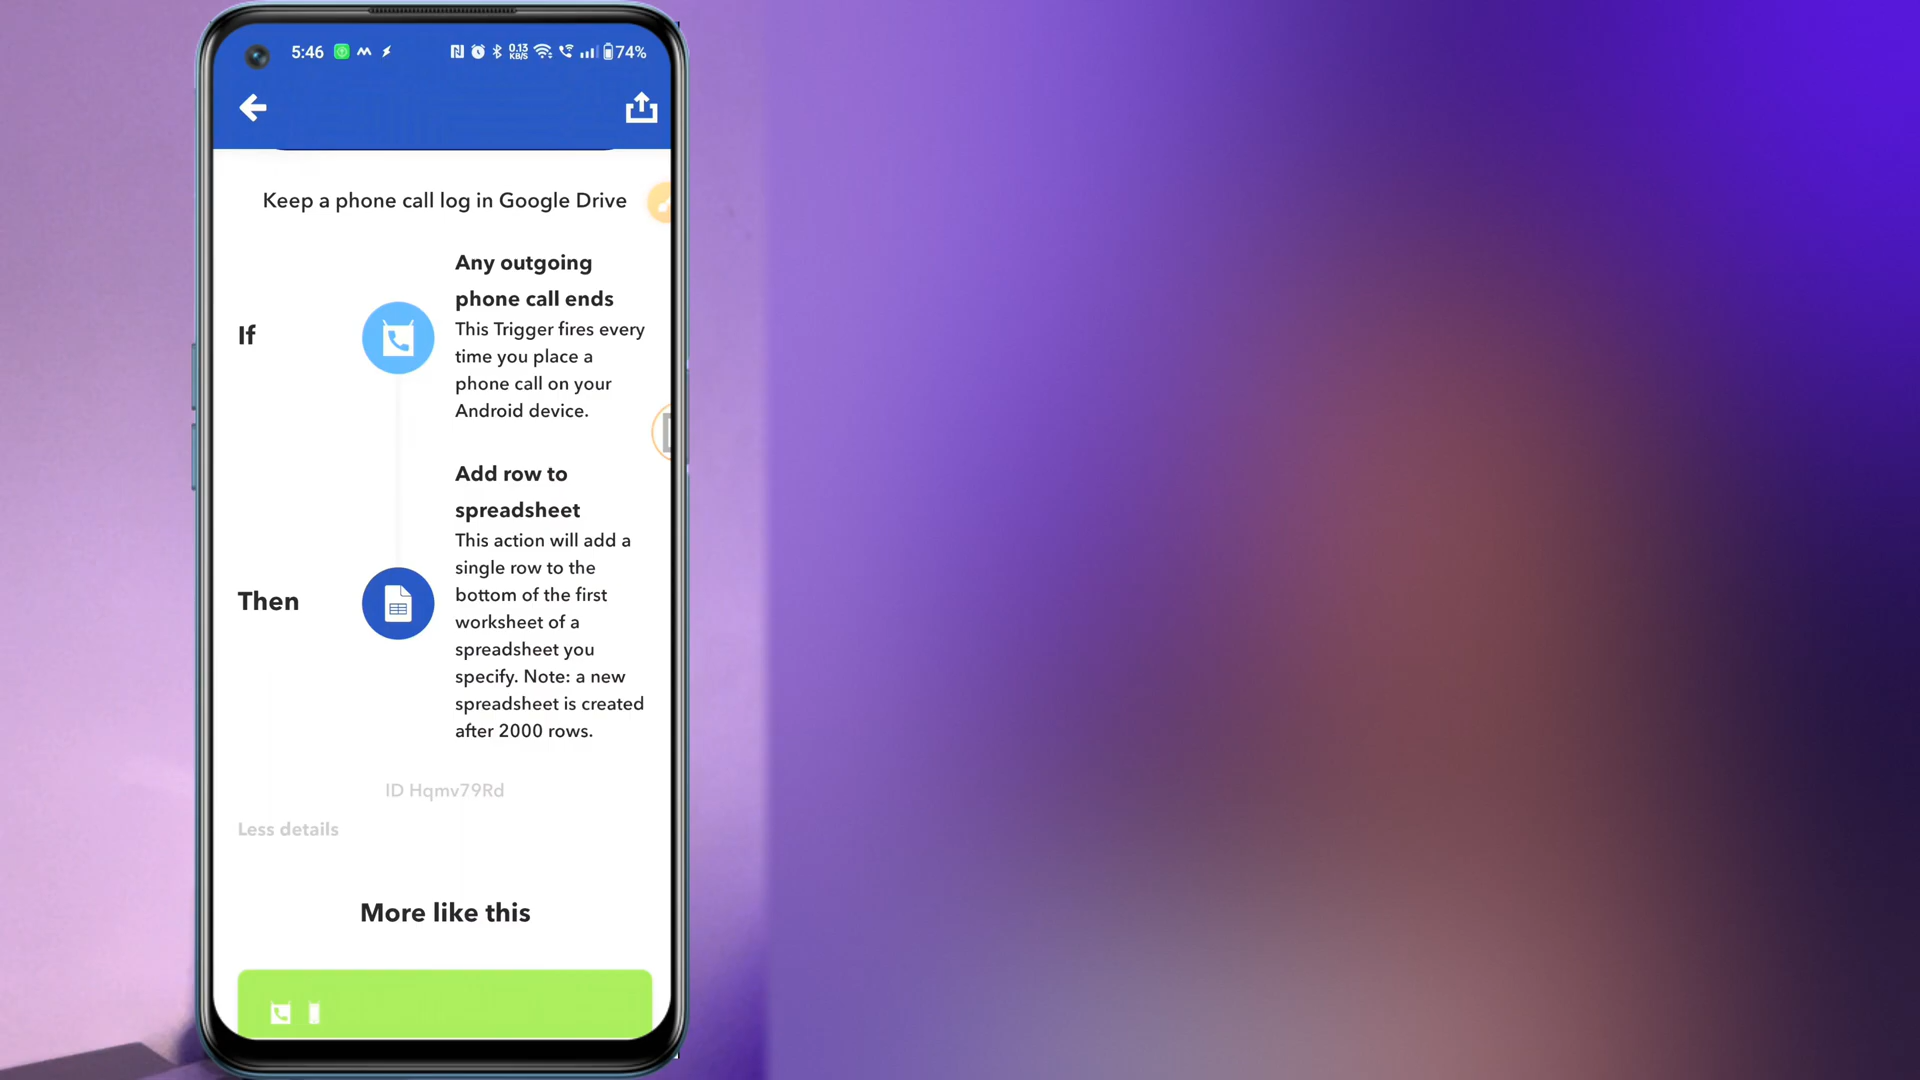 5:46
0.13
KB/S
74%
Keep a phone call log in Google Drive
Any outgoing
phone call ends
If
This Trigger fires every
time you place a
phone call on your
Android device.
Add row to
spreadsheet
This action will add a
single row to the
bottom of the first
Then
worksheet of a
spreadsheet you
specify. Note: a new
spreadsheet is created
after 2000 rows.
ID Hqmv79Rd
Less details
More like this